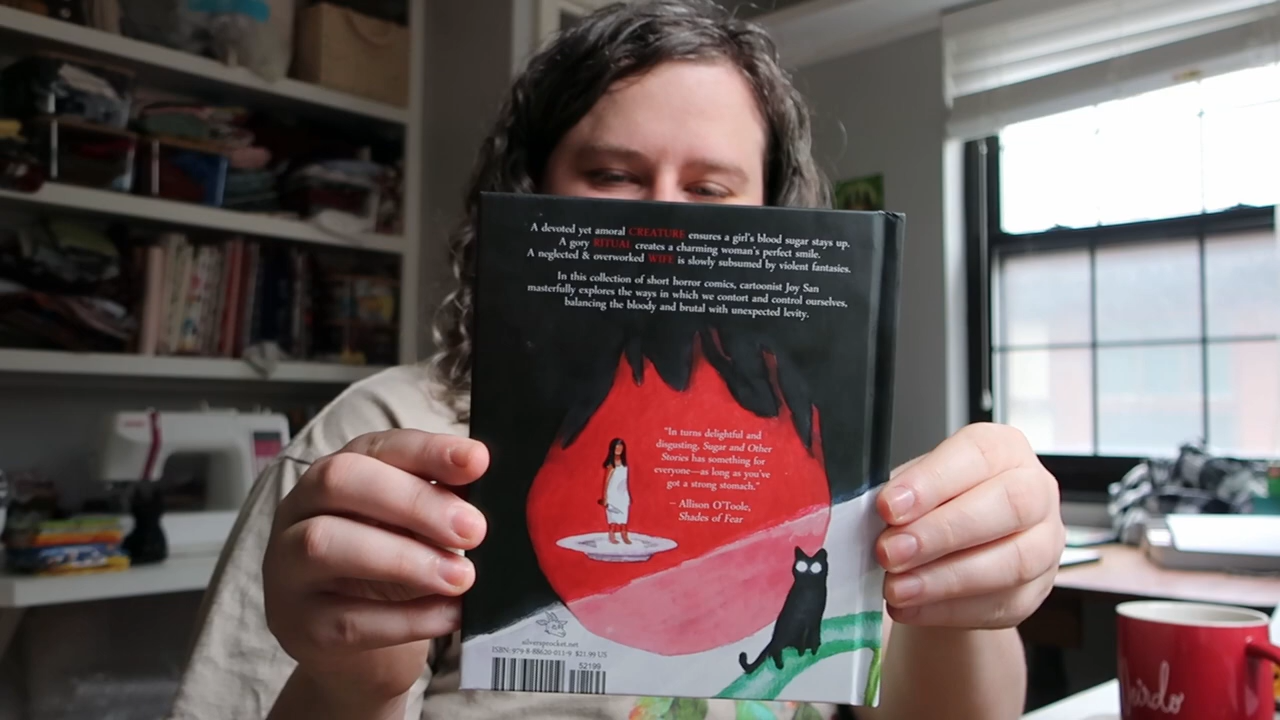 A devoted yet amoral CREATURE ensures a girl's blood sugar stays up.
A gory RITUAL creates a charming woman's perfect smile.
A neglected & overworked WIFE is slowly subsumed by violent fantasies.
In this collection of short horror comics, cartoonist Joy San
masterfully explores the ways in which we contort and control ourselves,
balancing the bloody and brutal with unexpected levity.
"In turns delightful and
disgusting, Sugar and Other
Stories has something for
everyone—as long as you've
got a strong stomach."
– Allison O'Toole,
Shades of Fear
silversprocket.net
ISBN: 979-8-88620-011-9 $21.99 US
52199
eirdo